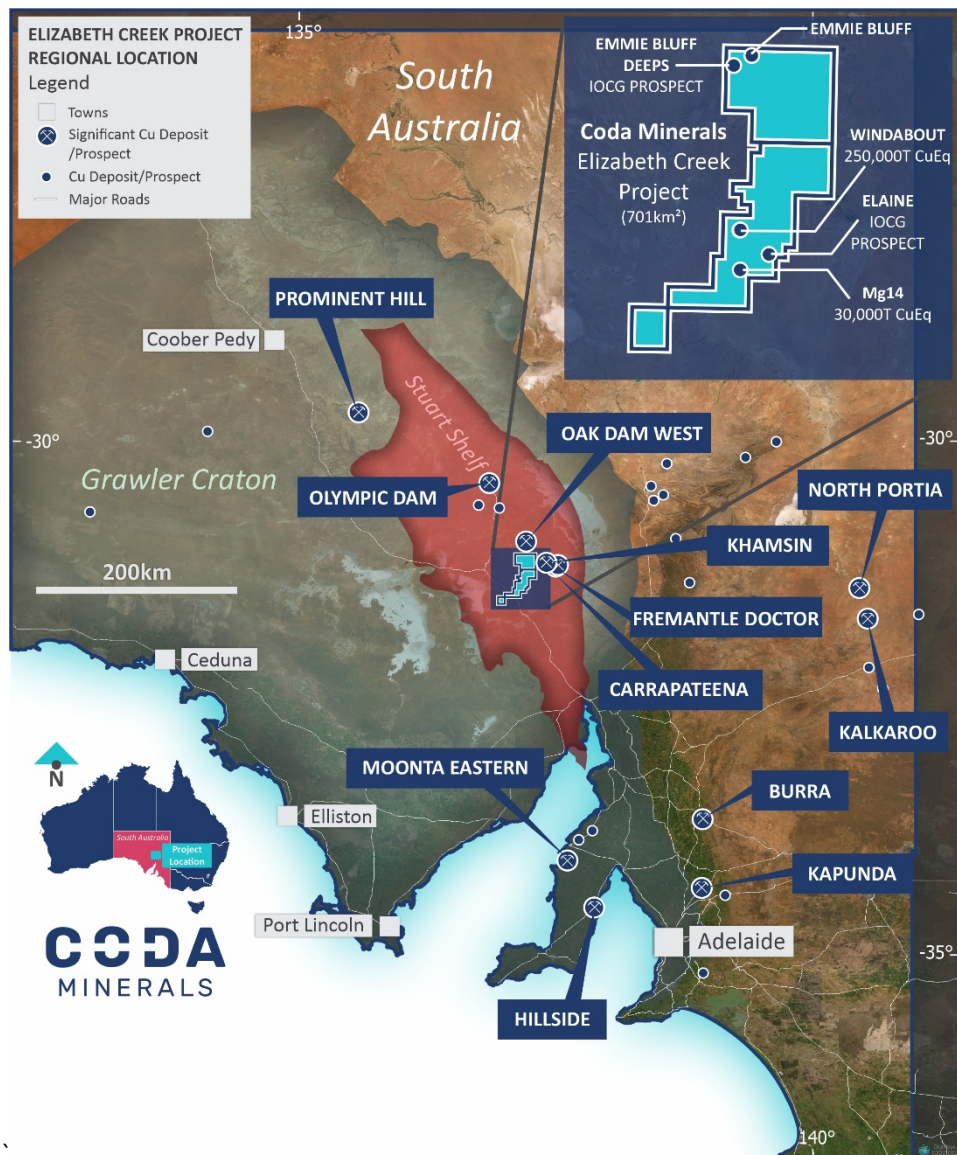 ELIZABETH CREEK PROJECT
REGIONAL LOCATION
Legend
Towns
Significant Cu Deposit
/Prospect
Cu Deposit/Prospect
Major Roads
135°
South
Australia
EMMIE BLUFF
EMMIE BLUFF
DEEPS
IOCG PROSPECT
Coda Minerals
Elizabeth Creek
Project
(701km²)
WINDABOUT
250,000T CuEq
ELAINE
IOCG
PROSPECT
Mg14
30,000T CuEq
PROMINENT HILL
Coober Pedy
Stuart Shelf
-30°
-30°
OAK DAM WEST
Grawler Craton
OLYMPIC DAM
NORTH PORTIA
KHAMSIN
200km
FREMANTLE DOCTOR
Ceduna
CARRAPATEENA
KALKAROO
MOONTA EASTERN
N
BURRA
Elliston
South Australia
Project
Location
KAPUNDA
Port Lincoln
Adelaide
-35°
CODA
MINERALS
HILLSIDE
140°
`